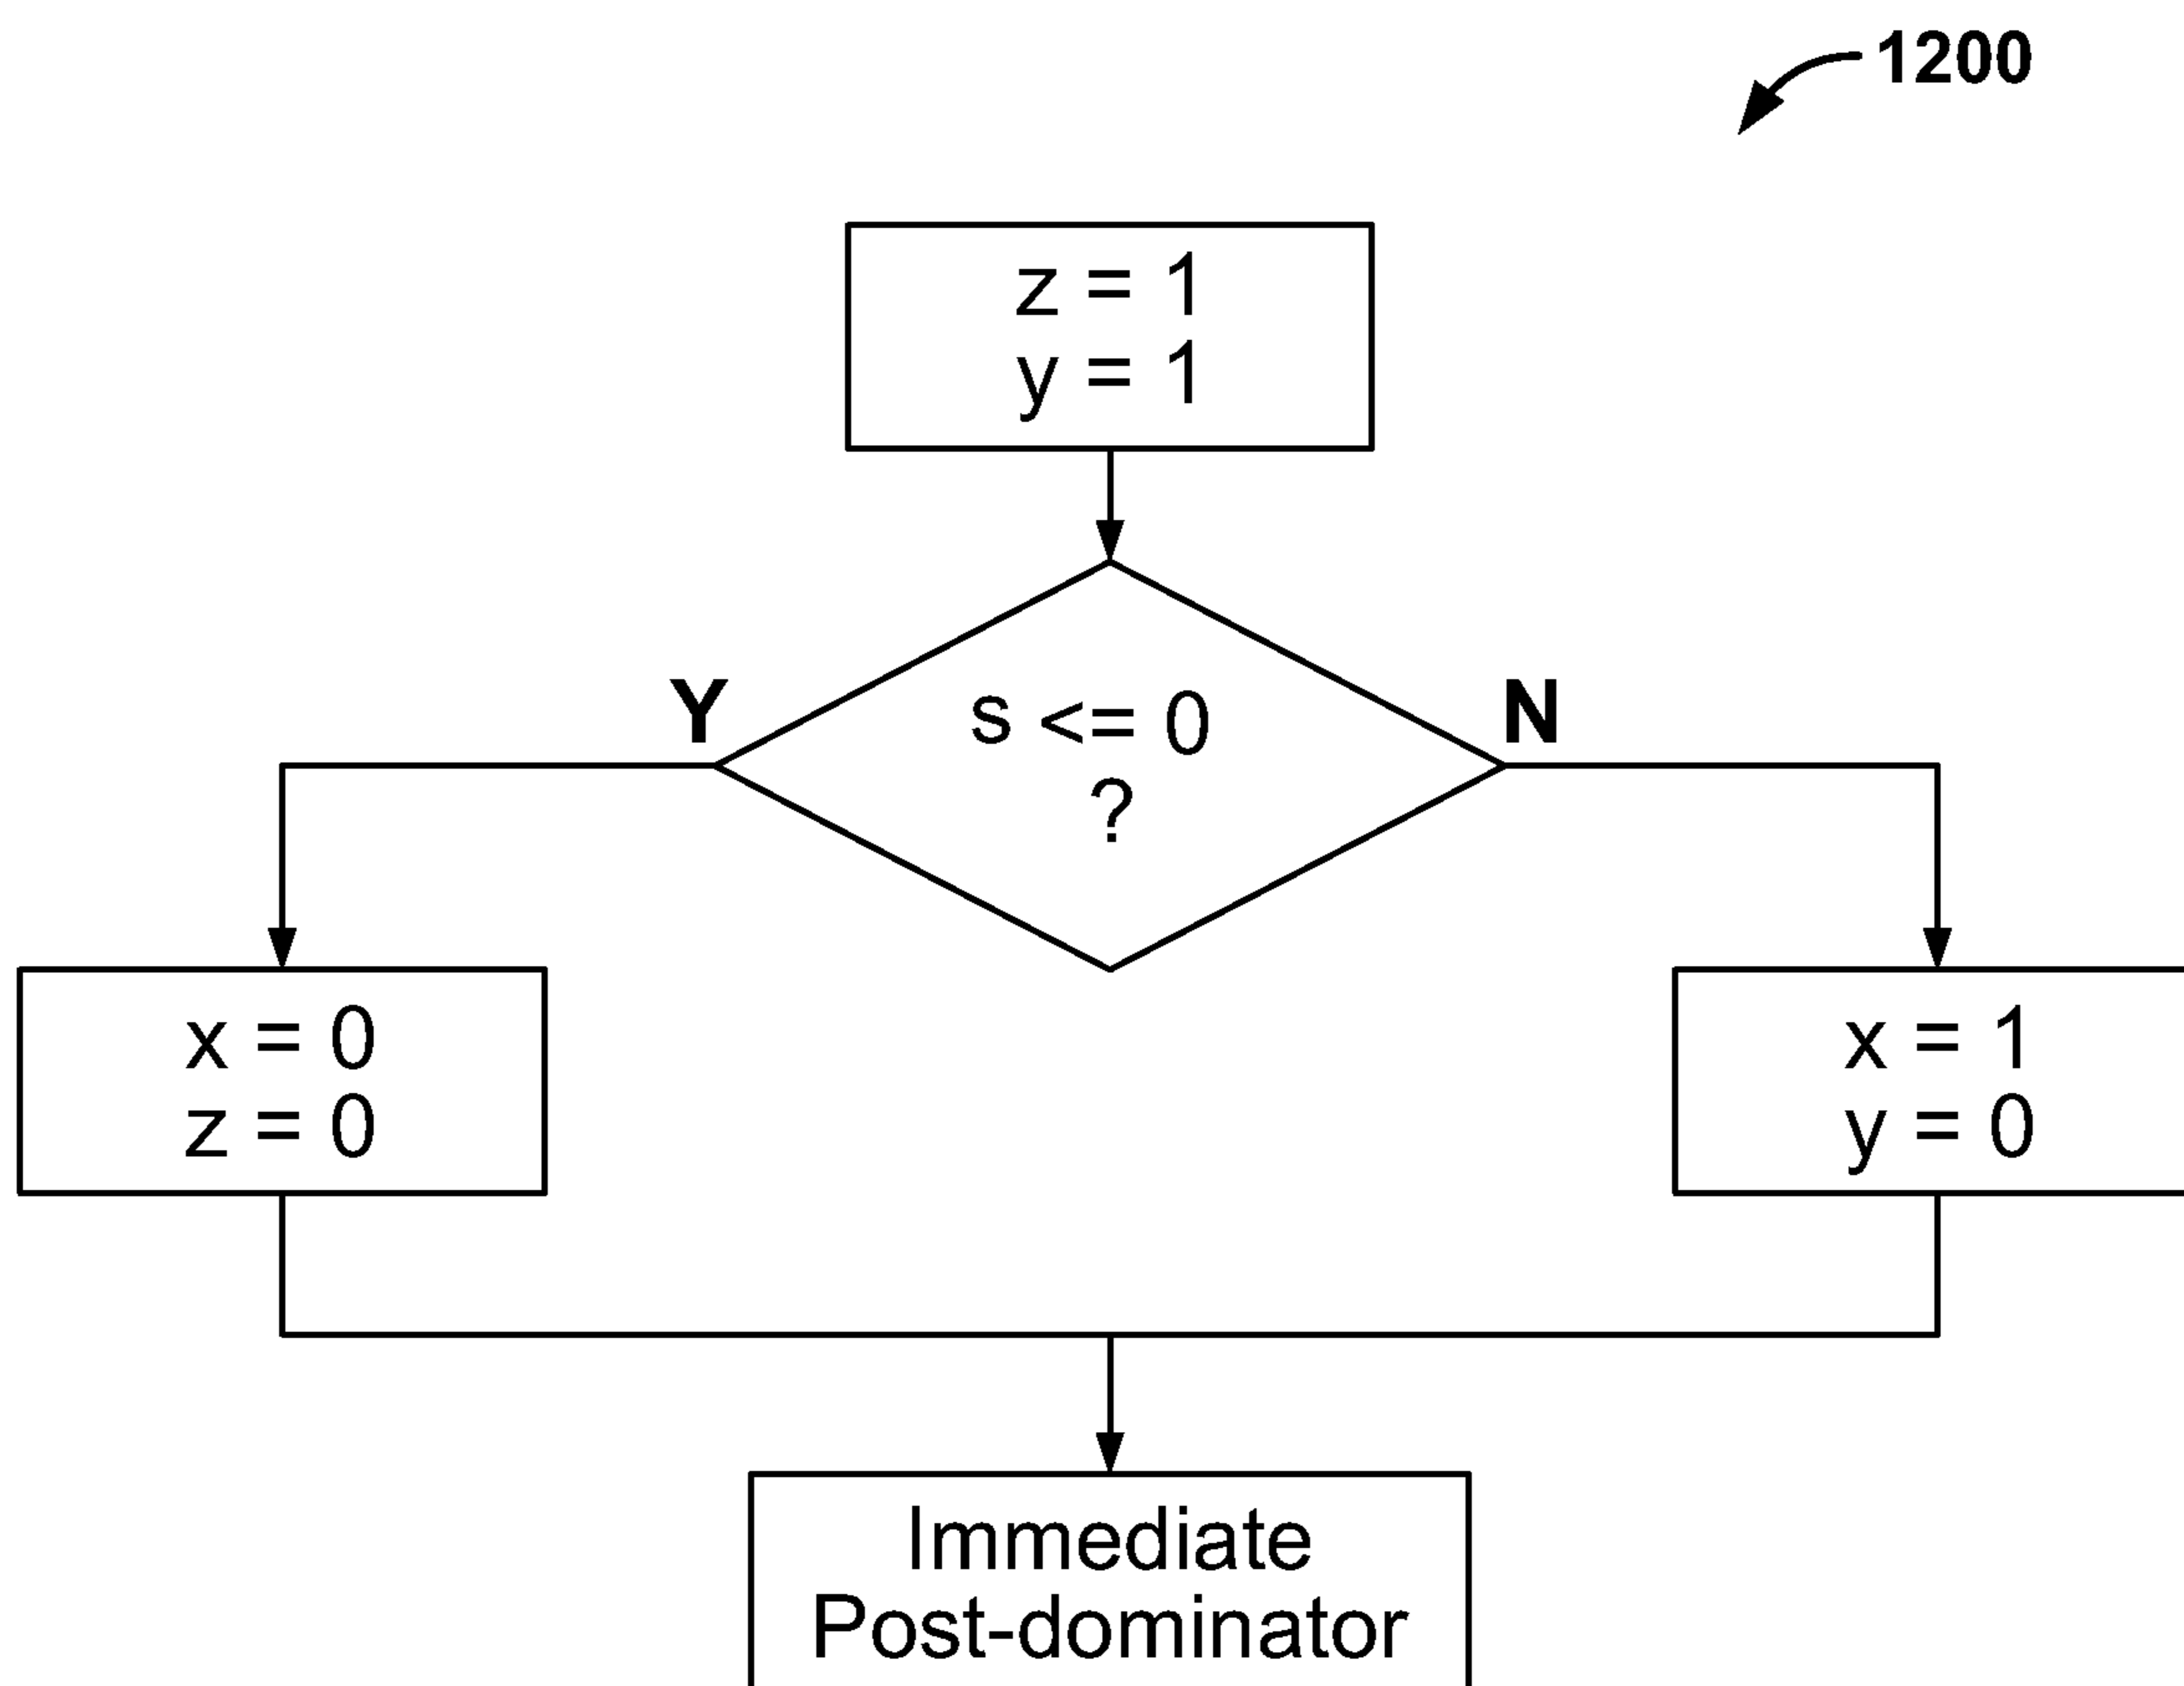 1200
z = 1
y = 1
Y
s <= 0
?
N
x = 0
z = 0
x = 1
y = 0
Immediate
Post-dominator